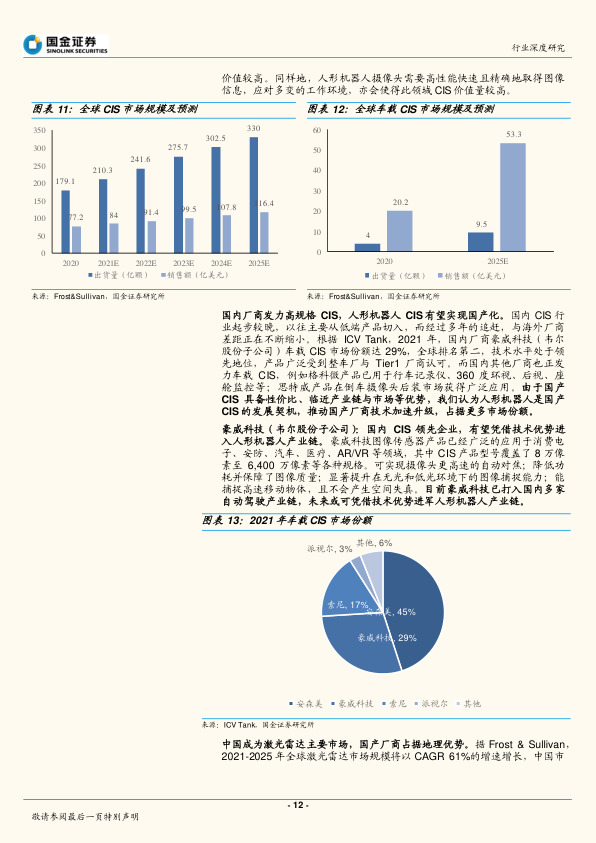 国金证券
SINOLINK SECURITIES
行业深度研究
价值较高。同样地，人形机器人摄像头需要高性能快速且精确地取得图像
信息，应对多变的工作环境，亦会使得此领域 CIS 价值量较高。
图表 11：全球 CIS 市场规模及预测
350
300
250
200
150
100
50
0
179.1
77.2
210.3
84
241.6
91.4
275.7
99.5
302.5
107.8
330
116.4
2020 2021E 2022E 2023E 2024E 2025E
出货量（亿颗） 销售额（亿美元）
来源：Frost&Sullivan，国金证券研究所
图表 12：全球车载 CIS 市场规模及预测
60
50
40
30
20
10
0
4
20.2
9.5
53.3
2020 2025E
出货量（亿颗） 销售额（亿美元）
来源：Frost&Sullivan，国金证券研究所
国内厂商发力高规格 CIS，人形机器人 CIS 有望实现国产化。国内 CIS 行
业起步较晚，以往主要从低端产品切入，而经过多年的追赶，与海外厂商
差距正在不断缩小。根据 ICV Tank，2021 年，国内厂商豪威科技（韦尔
股份子公司）车载 CIS 市场份额达 29%，全球排名第二，技术水平处于领
先地位，产品广泛受到整车厂与 Tier1 厂商认可，而国内其他厂商也正发
力车载 CIS，例如格科微产品已用于行车记录仪、360 度环视、后视、座
舱监控等；思特威产品在倒车摄像头后装市场获得广泛应用。由于国产
CIS 具备性价比、临近产业链与市场等优势，我们认为人形机器人是国产
CIS 的发展契机，推动国产厂商技术加速升级，占据更多市场份额。
豪威科技（韦尔股份子公司）：国内 CIS 领先企业，有望凭借技术优势进
入人形机器人产业链。豪威科技图像传感器产品已经广泛的应用于消费电
子、安防、汽车、医疗、AR/VR 等领域，其中 CIS 产品型号覆盖了 8 万像
素至 6,400 万像素等各种规格。可实现摄像头更高速的自动对焦；降低功
耗并保障了图像质量；显著提升在无光和低光环境下的图像捕捉能力；能
捕捉高速移动物体，且不会产生空间失真。目前豪威科技已打入国内多家
自动驾驶产业链，未来或可凭借技术优势进军人形机器人产业链。
图表 13：2021 年车载 CIS 市场份额
派视尔, 3%
其他, 6%
索尼, 17%
安森美, 45%
豪威科技, 29%
安森美 豪威科技 索尼 派视尔 其他
来源：ICV Tank，国金证券研究所
中国成为激光雷达主要市场，国产厂商占据地理优势。据 Frost & Sullivan，
2021-2025 年全球激光雷达市场规模将以 CAGR 61%的增速增长，中国市
- 12 -
敬请参阅最后一页特别声明